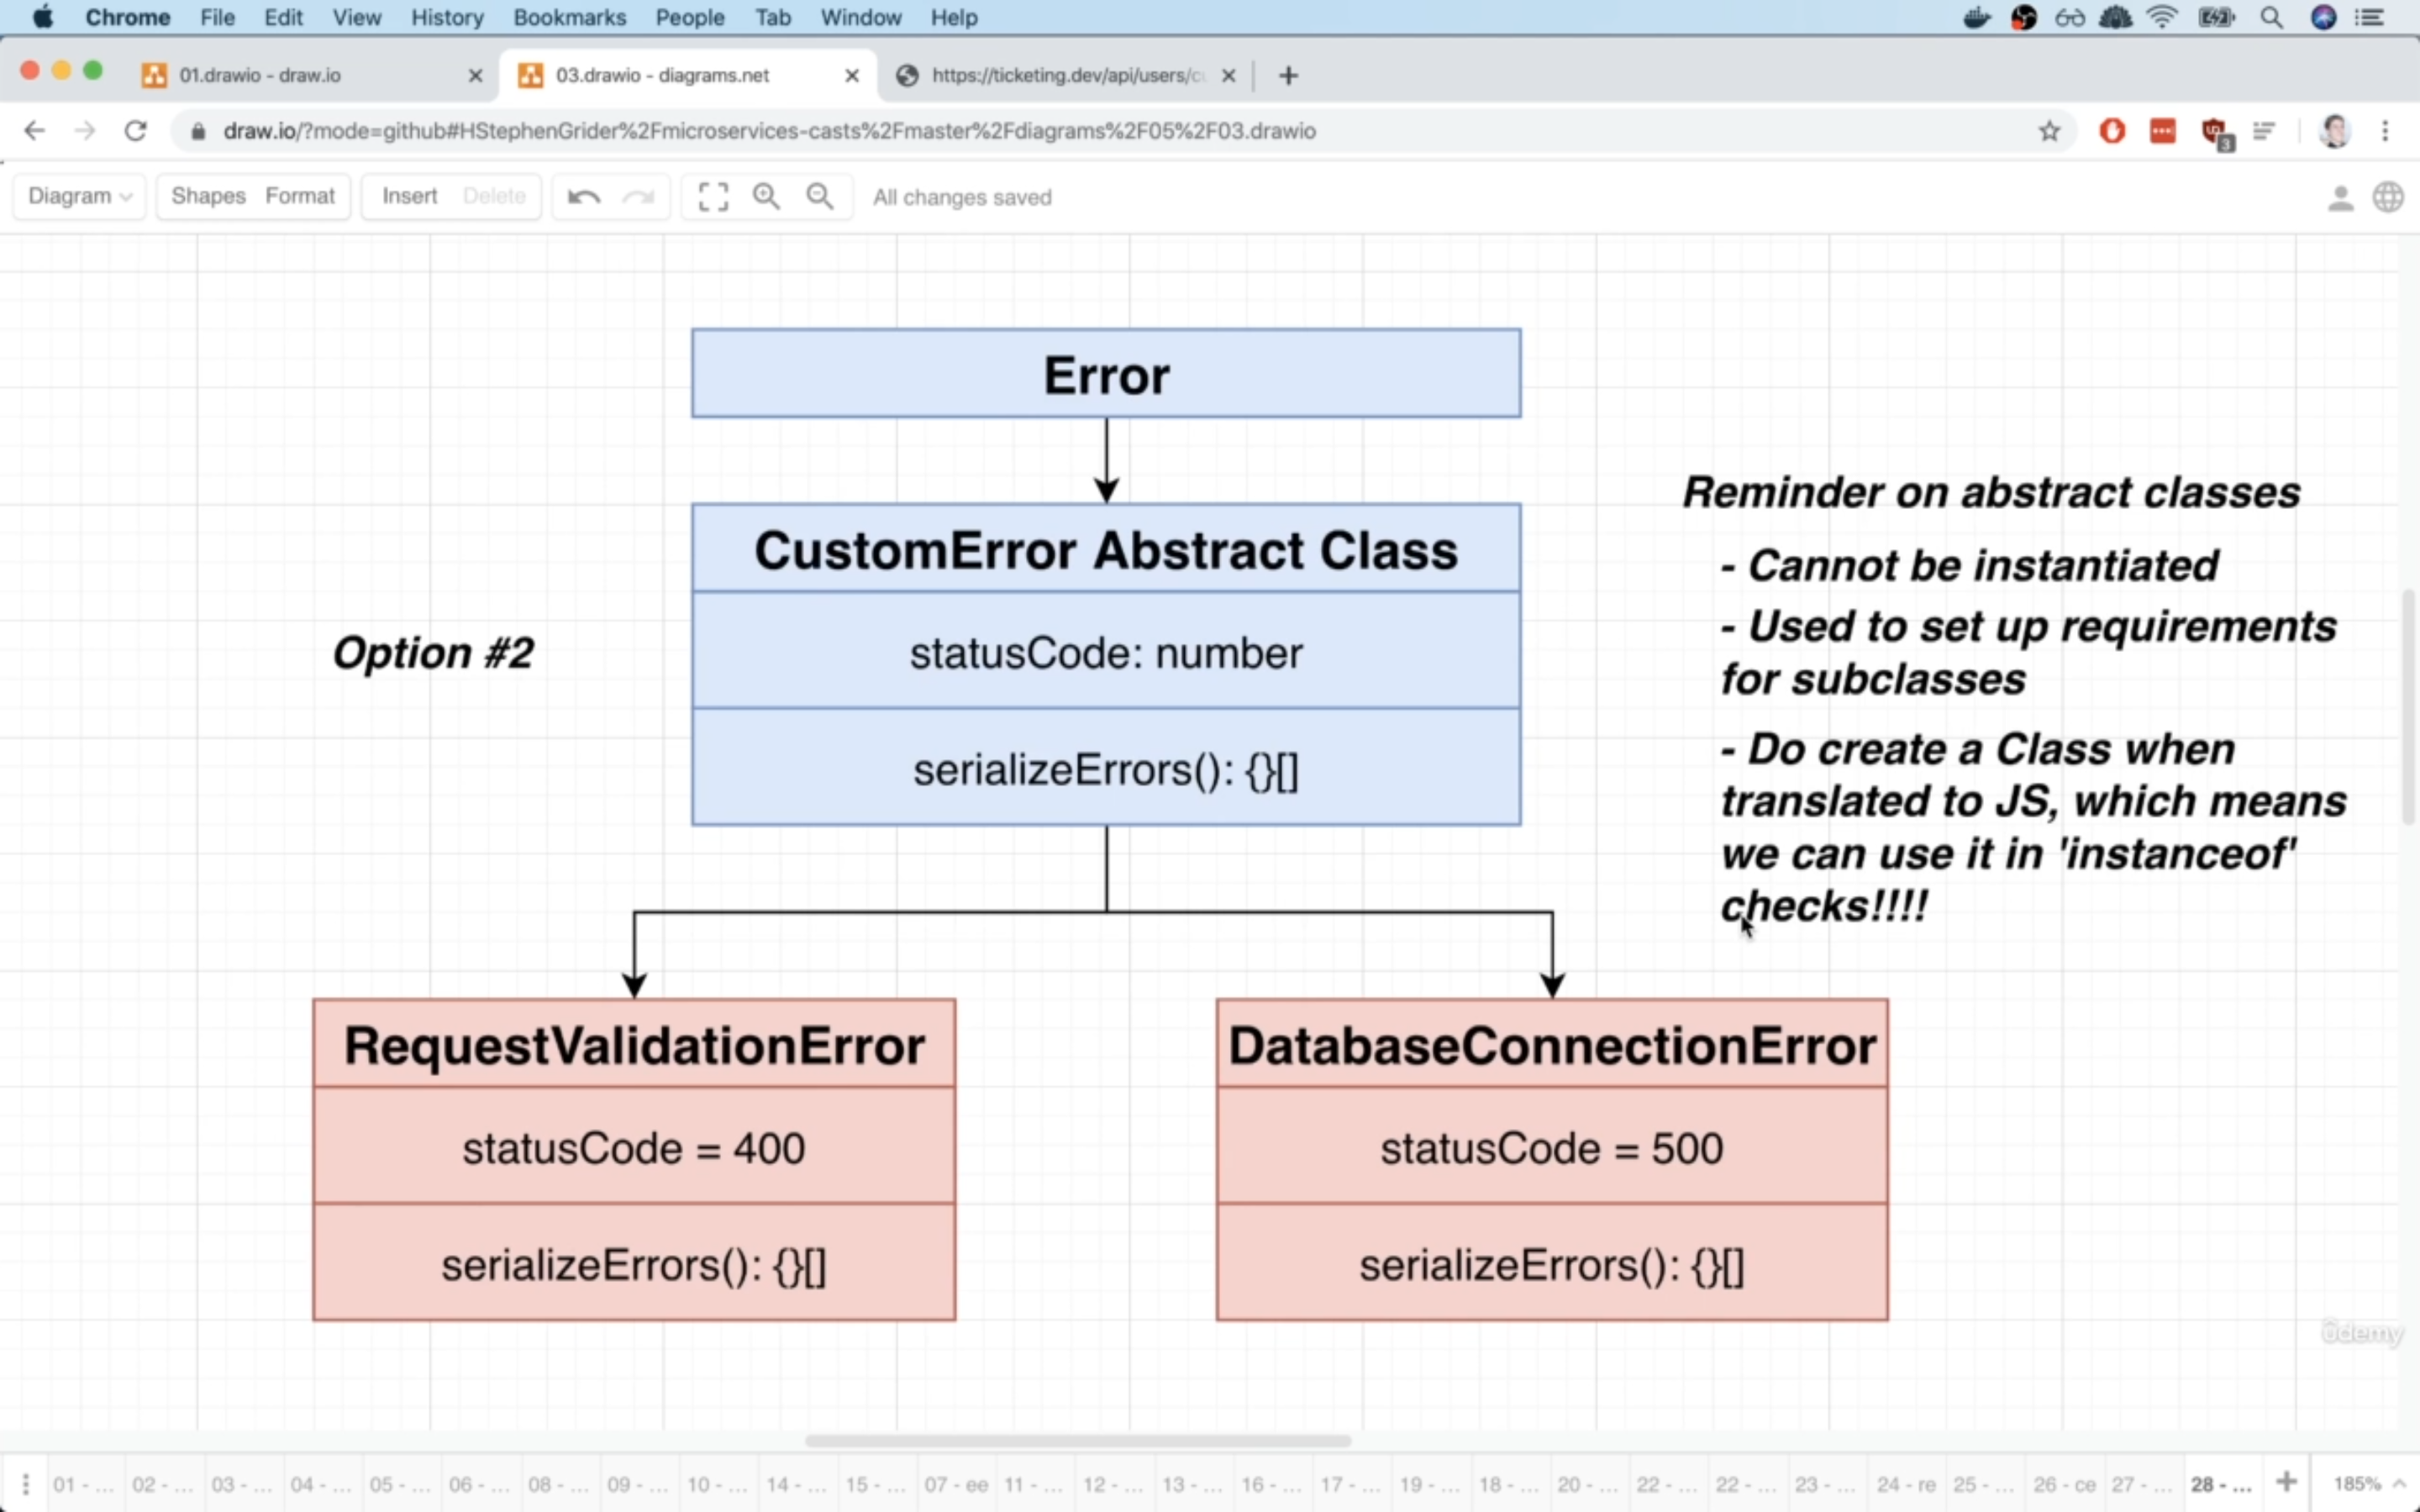 Chrome File Edit View History Bookmarks People Tab Window Help
01.drawio - draw.io
03.drawio - diagrams.net
https://ticketing.dev/api/users/c
draw.io/?mode=github#HStephenGrider%2Fmicroservices-casts%2Fmaster%2Fdiagrams%2F05%2F03.drawio
3
Diagram Shapes Format Insert Delete All changes saved
Error
CustomError Abstract Class
statusCode: number
serializeErrors(): {}[]
Option #2
Reminder on abstract classes
- Cannot be instantiated
- Used to set up requirements
for subclasses
- Do create a Class when
translated to JS, which means
we can use it in 'instanceof'
checks!!!!
RequestValidationError
statusCode = 400
serializeErrors(): {}[]
DatabaseConnectionError
statusCode = 500
serializeErrors(): {}[]
ûdemy
01 - ... 02 - ... 03 - ... 04 - ... 05 - ... 06 - ... 08 - ... 09 - ... 10 - ... 14 - ... 15 - ... 07 - ee 11 - ... 12 - ... 13 - ... 16 - ... 17 - ... 19 - ... 18 - ... 20 - ... 22 - ... 22 - ... 23 - ... 24 - re 25 - ... 26 - ce 27 - ... 28 - ... 185%